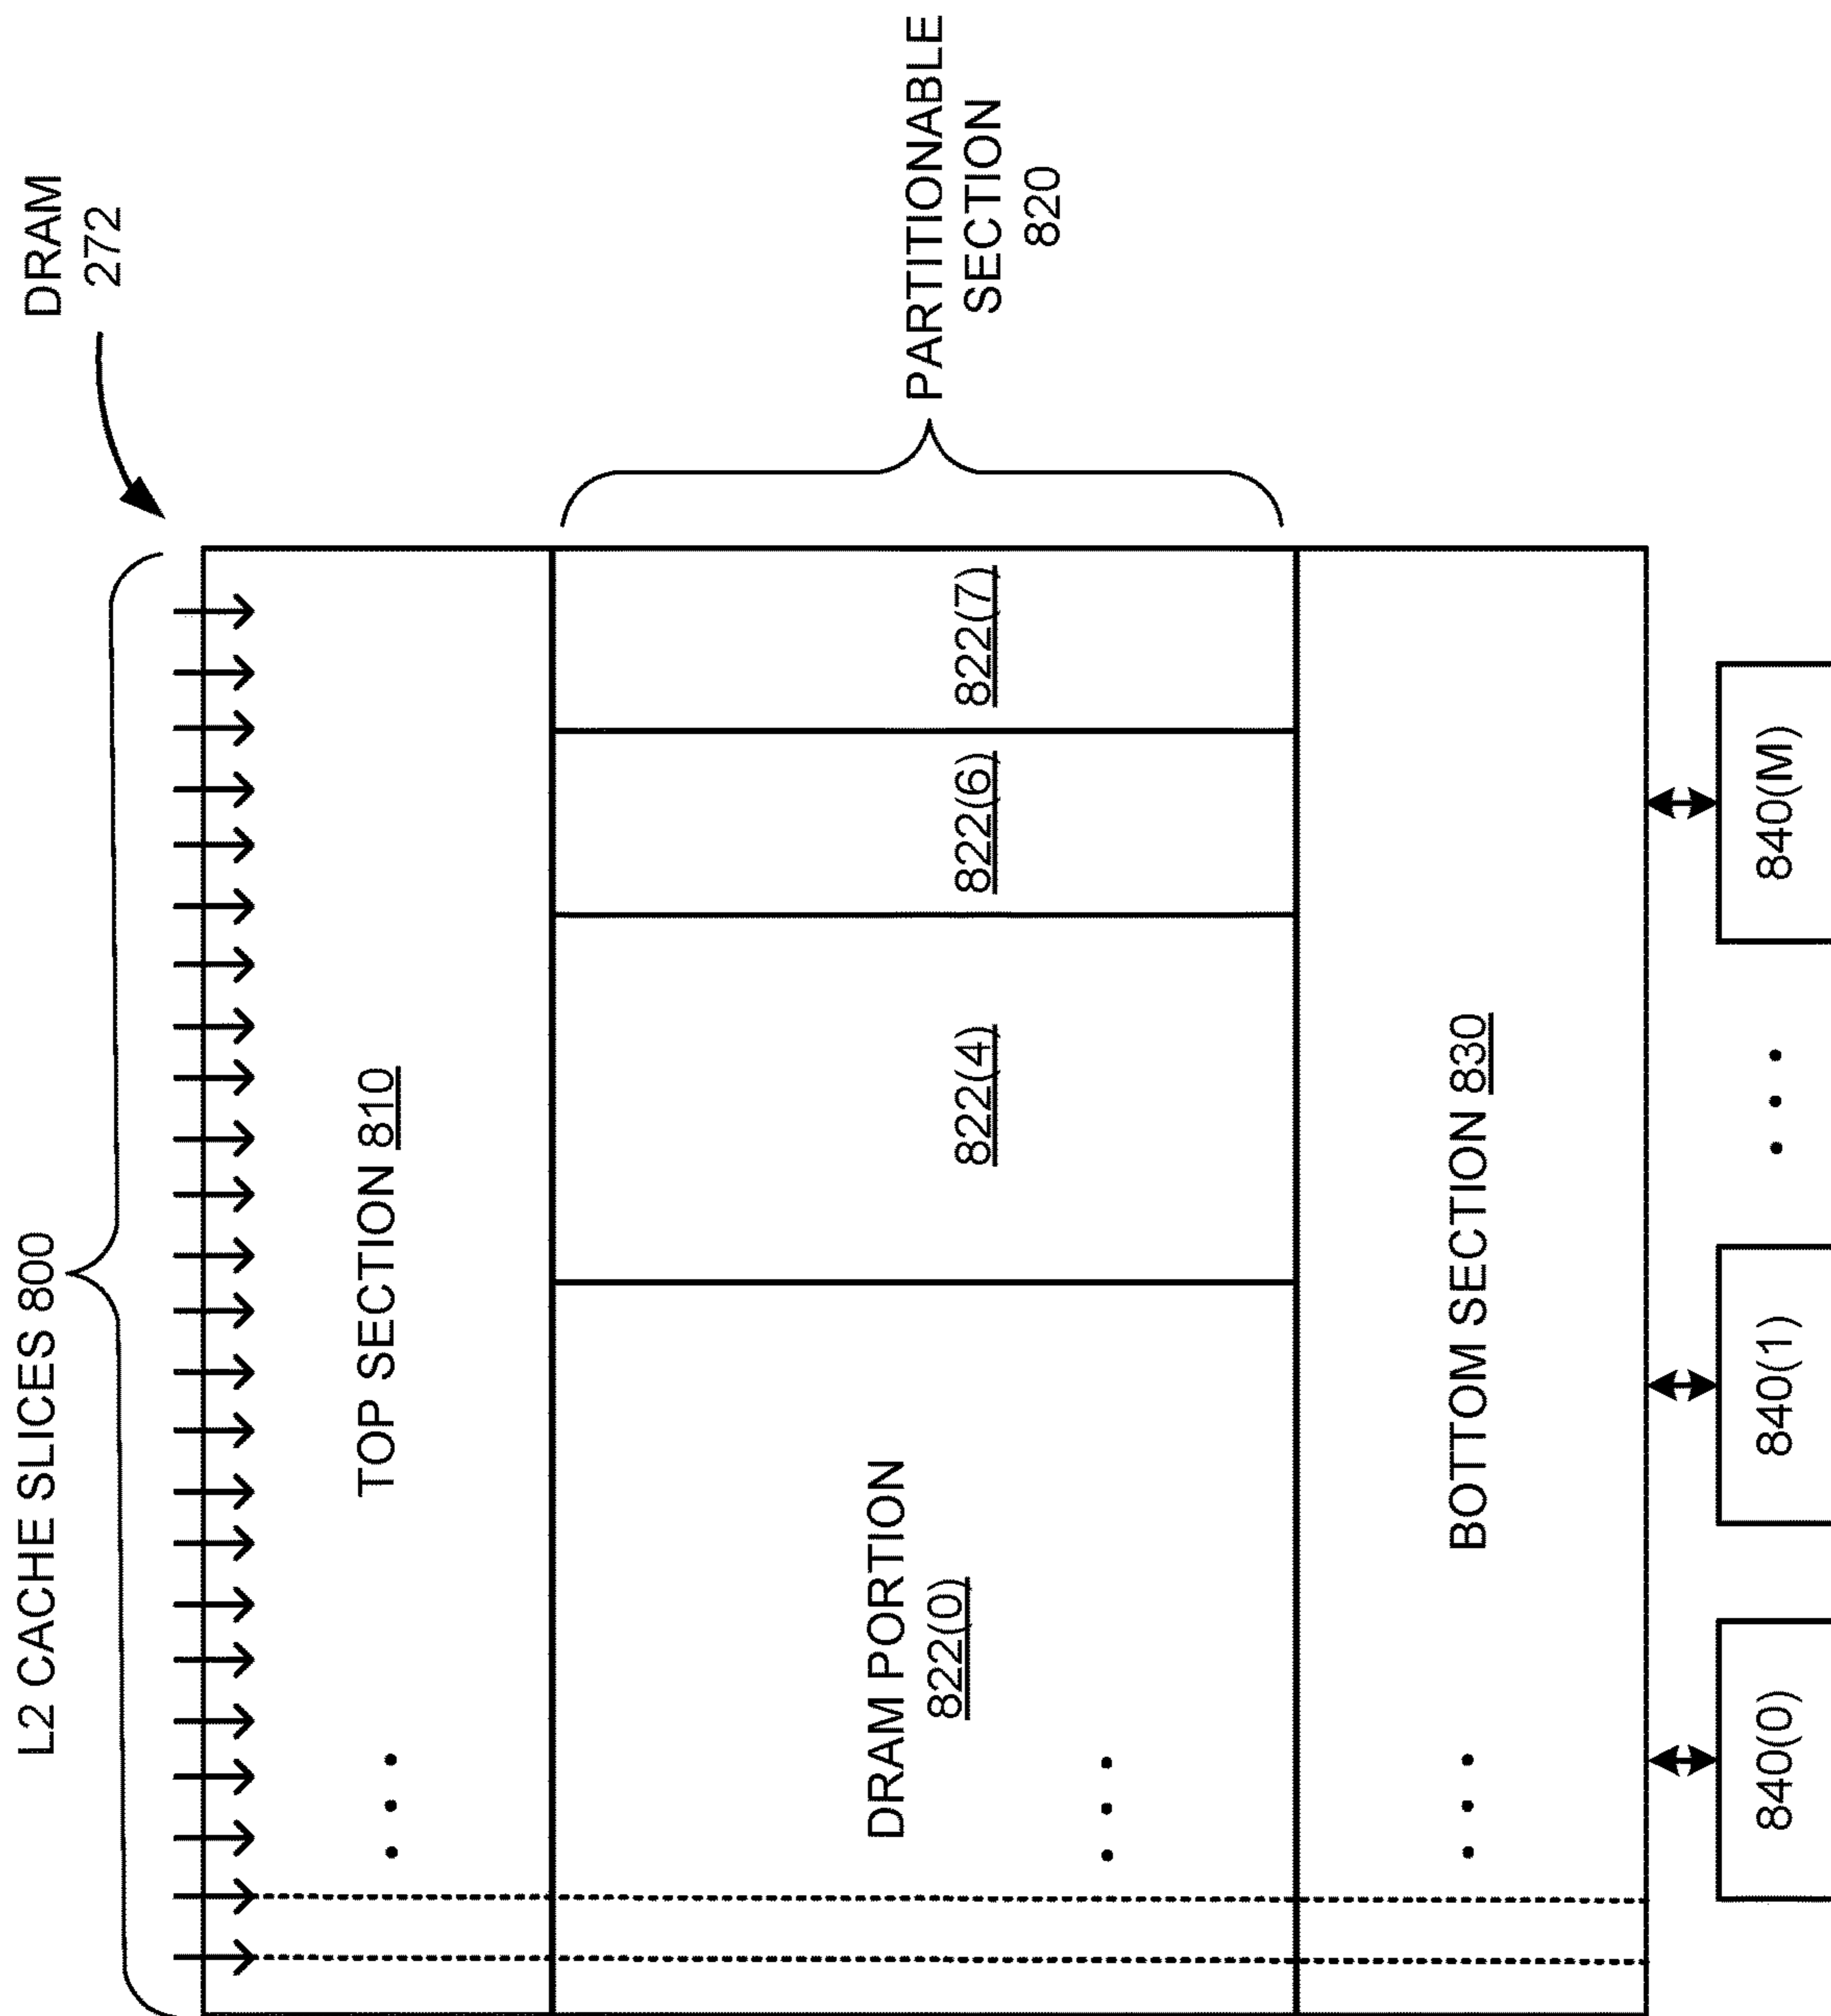 L2 CACHE SLICES 800
DRAM
272
TOP SECTION 810
PARTITIONABLE
SECTION
820
DRAM PORTION
822(0)
822(4)
822(6)
822(7)
BOTTOM SECTION 830
840(0)
840(1)
840(M)